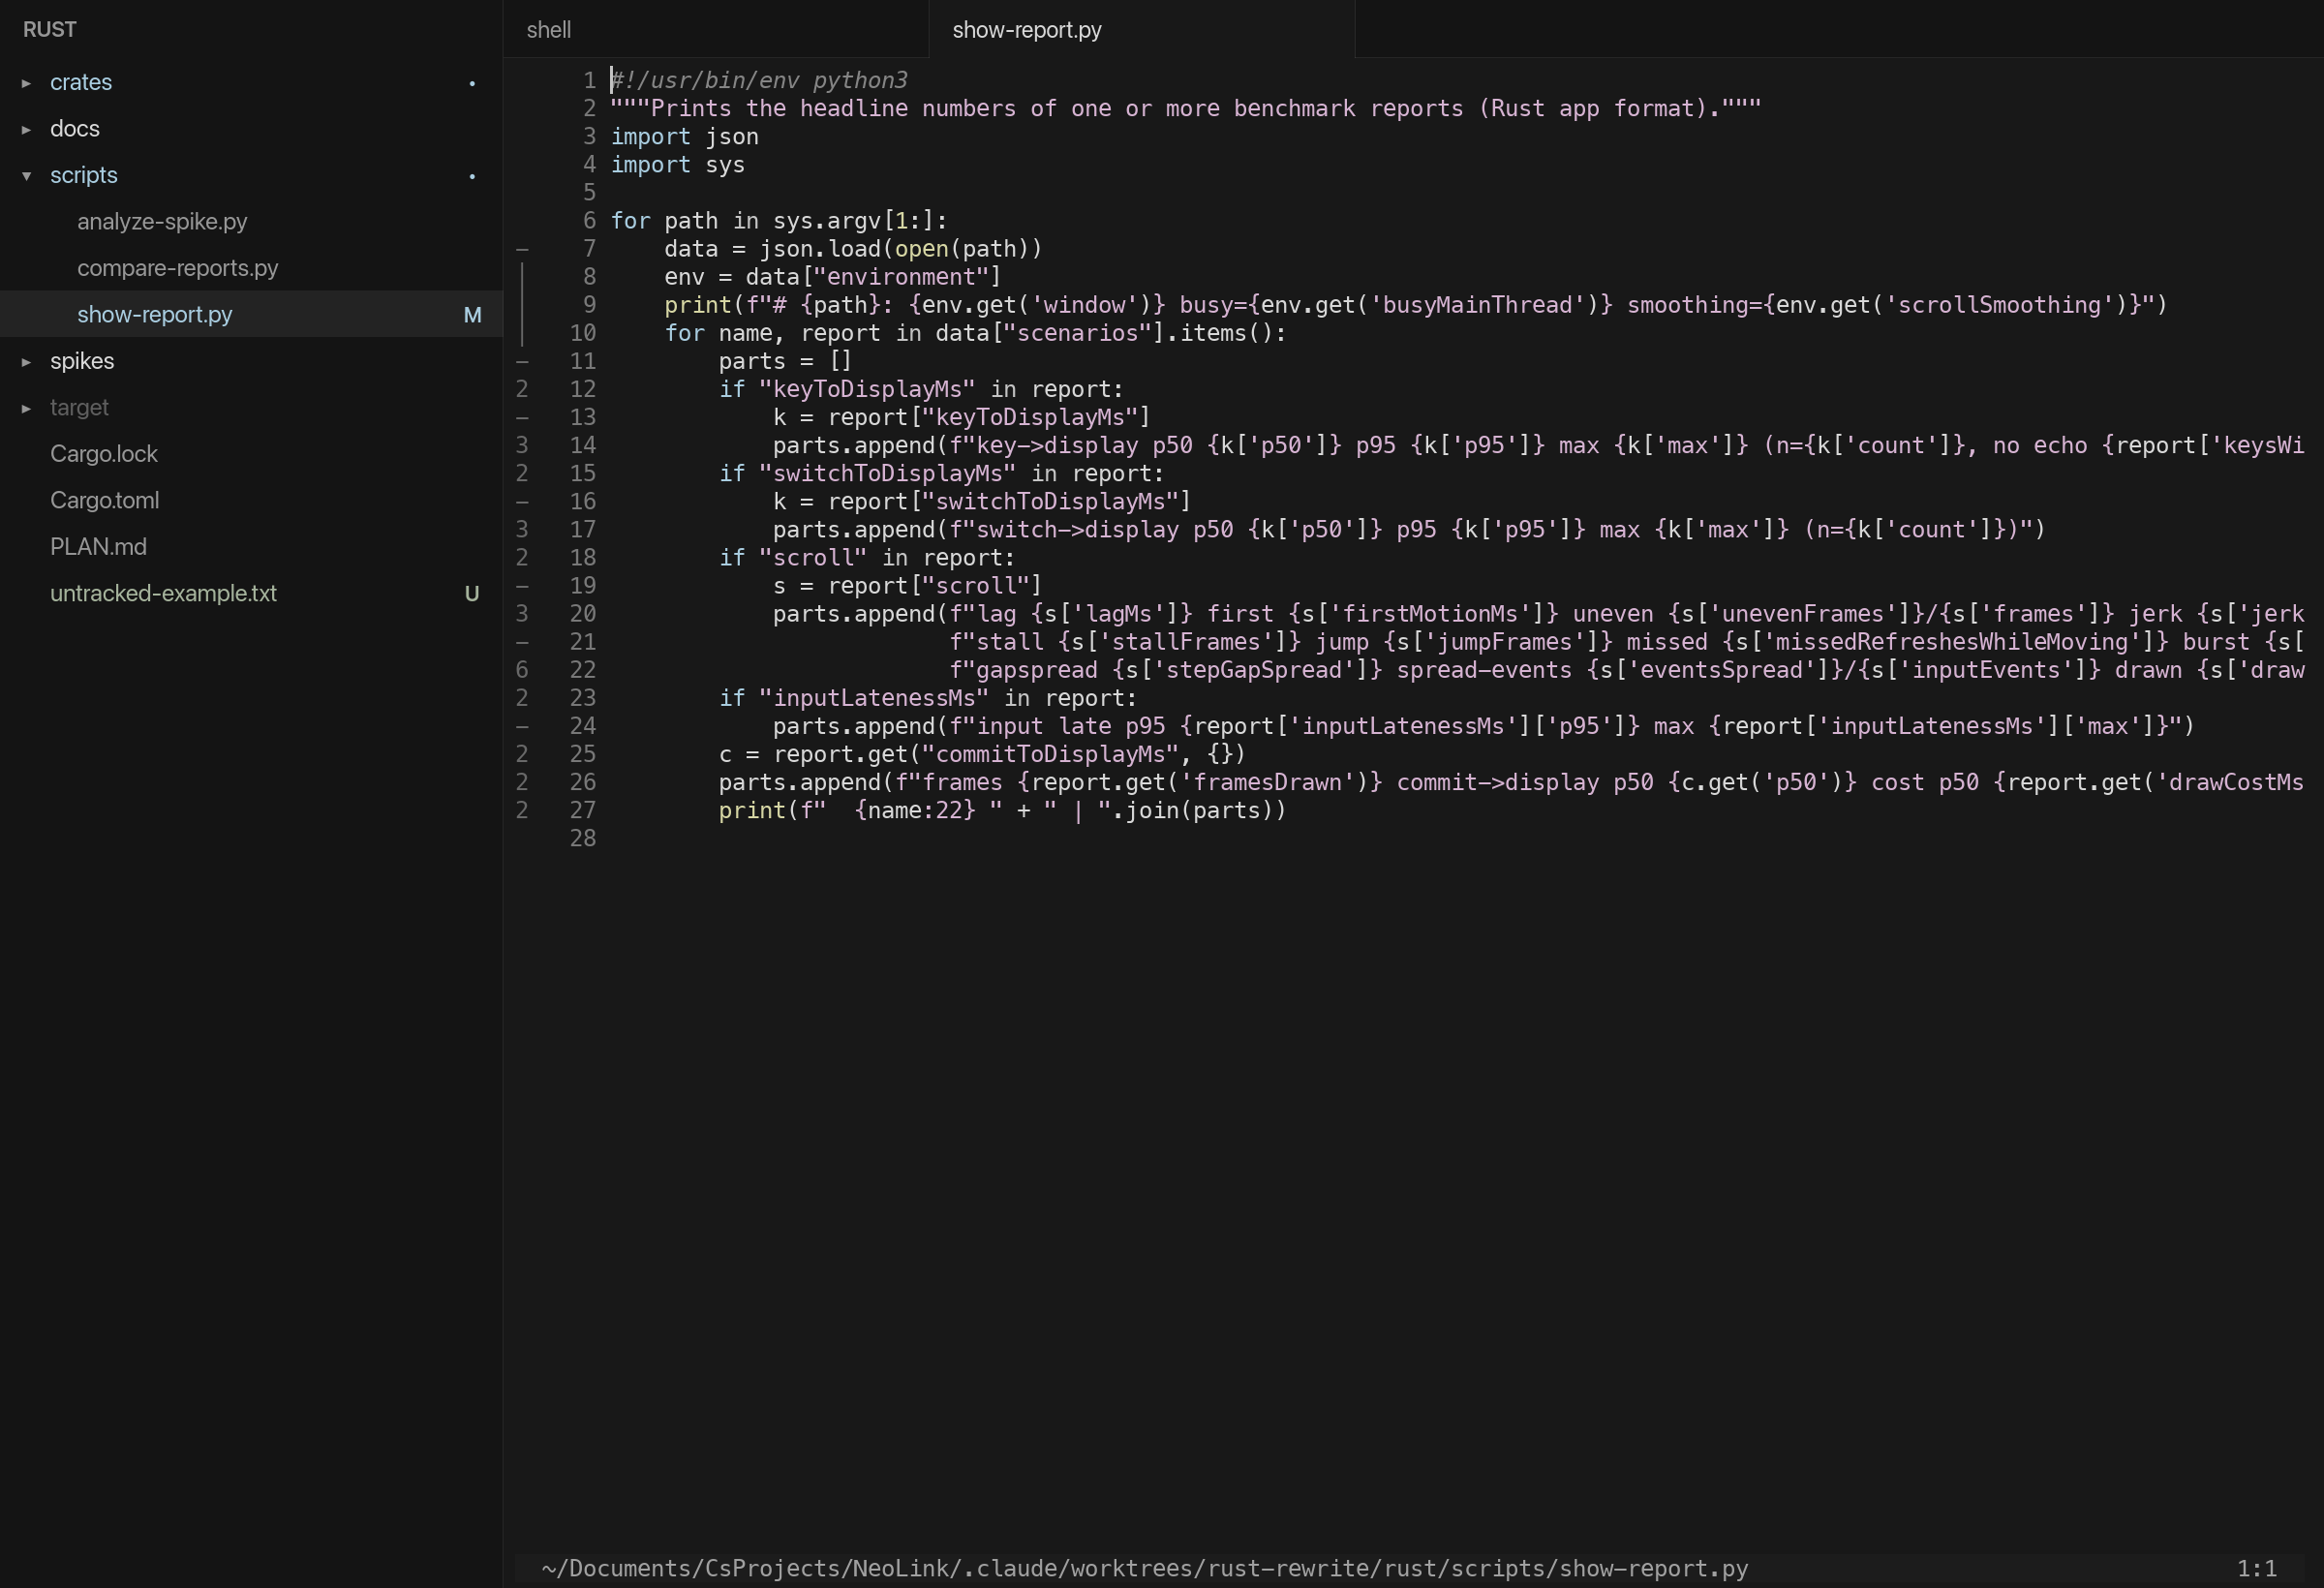 RUST
crates
docs
scripts
analyze-spike.py
compare-reports.py
show-report.py M
spikes
target
Cargo.lock
Cargo.toml
PLAN.md
untracked-example.txt U
shell show-report.py
1 #!/usr/bin/env python3
2 """Prints the headline numbers of one or more benchmark reports (Rust app format)."""
3 import json
4 import sys
5
6 for path in sys.argv[1:]:
– 7     data = json.load(open(path))
│ 8     env = data["environment"]
│ 9     print(f"# {path}: {env.get('window')} busy={env.get('busyMainThread')} smoothing={env.get('scrollSmoothing')}")
│ 10     for name, report in data["scenarios"].items():
– 11         parts = []
2 12         if "keyToDisplayMs" in report:
– 13             k = report["keyToDisplayMs"]
3 14             parts.append(f"key->display p50 {k['p50']} p95 {k['p95']} max {k['max']} (n={k['count']}, no echo {report['keysWi
2 15         if "switchToDisplayMs" in report:
– 16             k = report["switchToDisplayMs"]
3 17             parts.append(f"switch->display p50 {k['p50']} p95 {k['p95']} max {k['max']} (n={k['count']})")
2 18         if "scroll" in report:
– 19             s = report["scroll"]
3 20             parts.append(f"lag {s['lagMs']} first {s['firstMotionMs']} uneven {s['unevenFrames']}/{s['frames']} jerk {s['jerk
– 21                          f"stall {s['stallFrames']} jump {s['jumpFrames']} missed {s['missedRefreshesWhileMoving']} burst {s[
6 22                          f"gapspread {s['stepGapSpread']} spread-events {s['eventsSpread']}/{s['inputEvents']} drawn {s['draw
2 23         if "inputLatenessMs" in report:
– 24             parts.append(f"input late p95 {report['inputLatenessMs']['p95']} max {report['inputLatenessMs']['max']}")
2 25         c = report.get("commitToDisplayMs", {})
2 26         parts.append(f"frames {report.get('framesDrawn')} commit->display p50 {c.get('p50')} cost p50 {report.get('drawCostMs
2 27         print(f"  {name:22} " + " | ".join(parts))
28
~/Documents/CsProjects/NeoLink/.claude/worktrees/rust-rewrite/rust/scripts/show-report.py 1:1